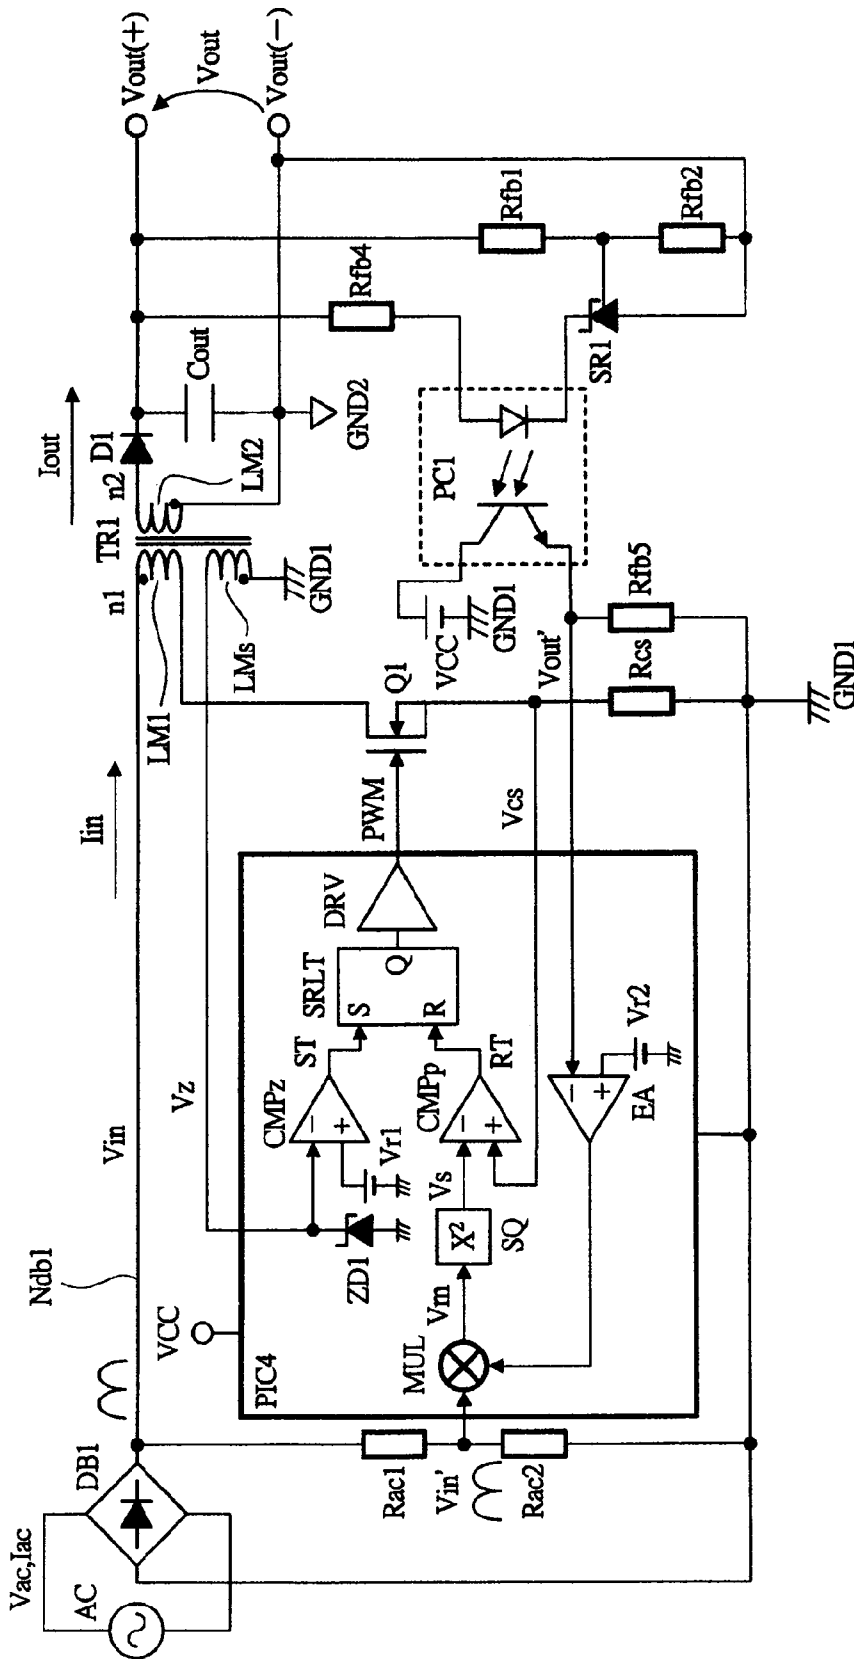 Vac,Iac
AC
DB1
Ndb1
Vin
Iin
n1
TR1
n2
D1
Iout
Vout(+)
Vout
Vout(−)
LM1
LM2
LMs
GND1
Cout
GND2
VCC
Vz
PIC4
ZD1
CMPz
−
+
Vr1
ST
SRLT
S
R
Q
DRV
PWM
Q1
Rac1
Vin'
Rac2
MUL
Vm
X²
SQ
Vs
CMPp
−
+
RT
EA
−
+
Vr2
Vcs
Vout'
VCC
GND1
Rcs
Rfb5
GND1
PC1
Rfb4
SR1
Rfb1
Rfb2